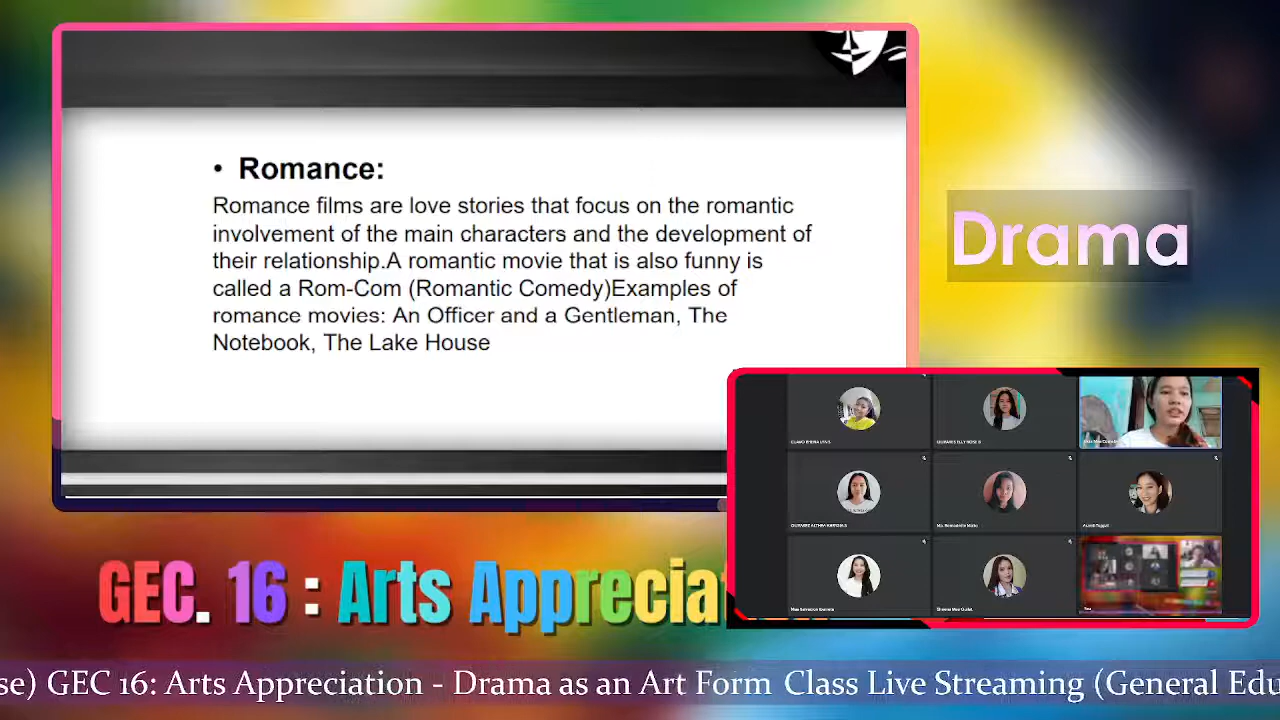 • Romance:
Romance films are love stories that focus on the romantic
involvement of the main characters and the development of
their relationship.A romantic movie that is also funny is
called a Rom-Com (Romantic Comedy)Examples of
romance movies: An Officer and a Gentleman, The
Notebook, The Lake House
Drama
GEC. 16 : Arts Appreciat
se) GEC 16: Arts Appreciation - Drama as an Art Form Class Live Streaming (General Edu